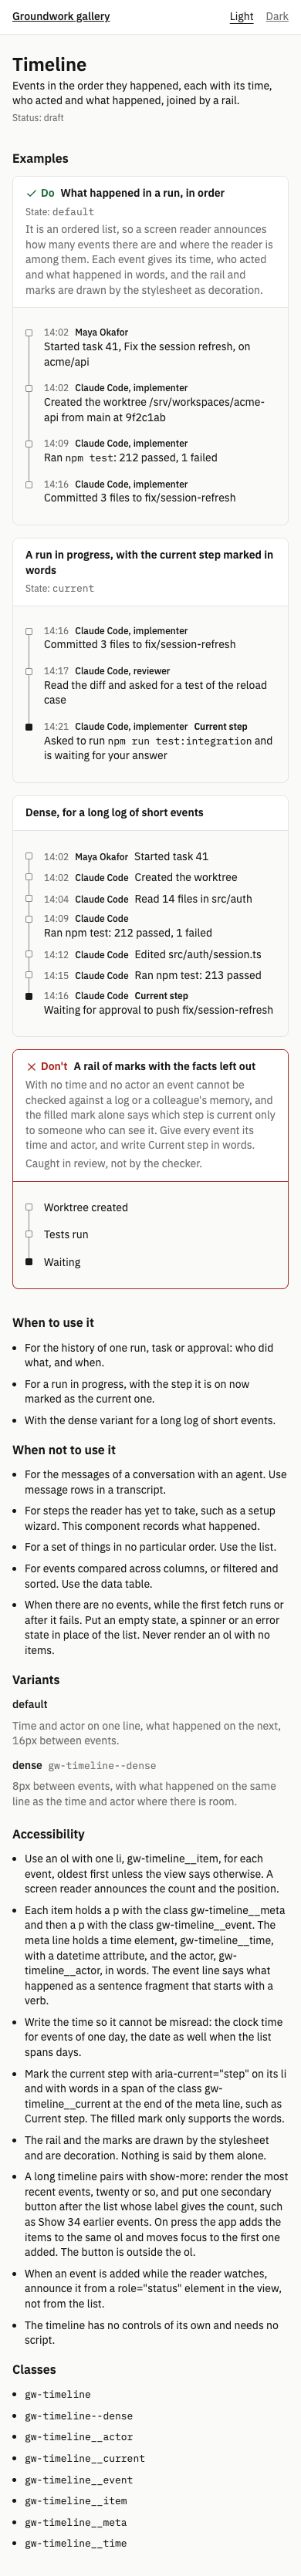 Groundwork gallery
Light Dark
Timeline
Events in the order they happened, each with its time,
who acted and what happened, joined by a rail.
Status: draft
Examples
Do What happened in a run, in order
State: default
It is an ordered list, so a screen reader announces
how many events there are and where the reader is
among them. Each event gives its time, who acted
and what happened in words, and the rail and
marks are drawn by the stylesheet as decoration.
14:02 Maya Okafor
Started task 41, Fix the session refresh, on
acme/api
14:02 Claude Code, implementer
Created the worktree /srv/workspaces/acme-
api from main at 9f2c1ab
14:09 Claude Code, implementer
Ran npm test: 212 passed, 1 failed
14:16 Claude Code, implementer
Committed 3 files to fix/session-refresh
A run in progress, with the current step marked in
words
State: current
14:16 Claude Code, implementer
Committed 3 files to fix/session-refresh
14:17 Claude Code, reviewer
Read the diff and asked for a test of the reload
case
14:21 Claude Code, implementer Current step
Asked to run npm run test:integration and
is waiting for your answer
Dense, for a long log of short events
14:02 Maya Okafor Started task 41
14:02 Claude Code Created the worktree
14:04 Claude Code Read 14 files in src/auth
14:09 Claude Code
Ran npm test: 212 passed, 1 failed
14:12 Claude Code Edited src/auth/session.ts
14:15 Claude Code Ran npm test: 213 passed
14:16 Claude Code Current step
Waiting for approval to push fix/session-refresh
Don't A rail of marks with the facts left out
With no time and no actor an event cannot be
checked against a log or a colleague's memory, and
the filled mark alone says which step is current only
to someone who can see it. Give every event its
time and actor, and write Current step in words.
Caught in review, not by the checker.
Worktree created
Tests run
Waiting
When to use it
For the history of one run, task or approval: who did
what, and when.
For a run in progress, with the step it is on now
marked as the current one.
With the dense variant for a long log of short events.
When not to use it
For the messages of a conversation with an agent. Use
message rows in a transcript.
For steps the reader has yet to take, such as a setup
wizard. This component records what happened.
For a set of things in no particular order. Use the list.
For events compared across columns, or filtered and
sorted. Use the data table.
When there are no events, while the first fetch runs or
after it fails. Put an empty state, a spinner or an error
state in place of the list. Never render an ol with no
items.
Variants
default
Time and actor on one line, what happened on the next,
16px between events.
dense gw-timeline--dense
8px between events, with what happened on the same
line as the time and actor where there is room.
Accessibility
Use an ol with one li, gw-timeline__item, for each
event, oldest first unless the view says otherwise. A
screen reader announces the count and the position.
Each item holds a p with the class gw-timeline__meta
and then a p with the class gw-timeline__event. The
meta line holds a time element, gw-timeline__time,
with a datetime attribute, and the actor, gw-
timeline__actor, in words. The event line says what
happened as a sentence fragment that starts with a
verb.
Write the time so it cannot be misread: the clock time
for events of one day, the date as well when the list
spans days.
Mark the current step with aria-current="step" on its li
and with words in a span of the class gw-
timeline__current at the end of the meta line, such as
Current step. The filled mark only supports the words.
The rail and the marks are drawn by the stylesheet
and are decoration. Nothing is said by them alone.
A long timeline pairs with show-more: render the most
recent events, twenty or so, and put one secondary
button after the list whose label gives the count, such
as Show 34 earlier events. On press the app adds the
items to the same ol and moves focus to the first one
added. The button is outside the ol.
When an event is added while the reader watches,
announce it from a role="status" element in the view,
not from the list.
The timeline has no controls of its own and needs no
script.
Classes
gw-timeline
gw-timeline--dense
gw-timeline__actor
gw-timeline__current
gw-timeline__event
gw-timeline__item
gw-timeline__meta
gw-timeline__time